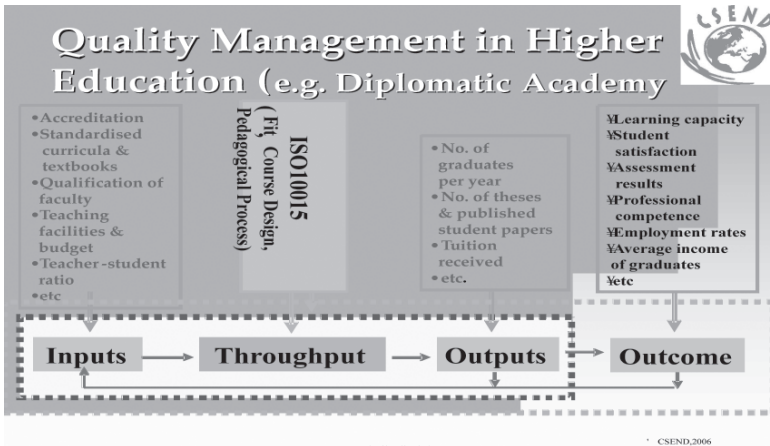 CSEND
Quality Management in Higher
Education (e.g. Diplomatic Academy
•Accreditation
•Standardised
curricula &
textbooks
•Qualification of
faculty
•Teaching
facilities &
budget
•Teacher-student
ratio
•etc
ISO10015
( Fit, Course Design,
Pedagogical Process)
•No. of
graduates
per year
•No. of theses
& published
student papers
•Tuition
received
•etc.
¥Learning capacity
¥Student
satisfaction
¥Assessment
results
¥Professional
competence
¥Employment rates
¥Average income
of graduates
¥etc
Inputs
Throughput
Outputs
Outcome
CSEND,2006